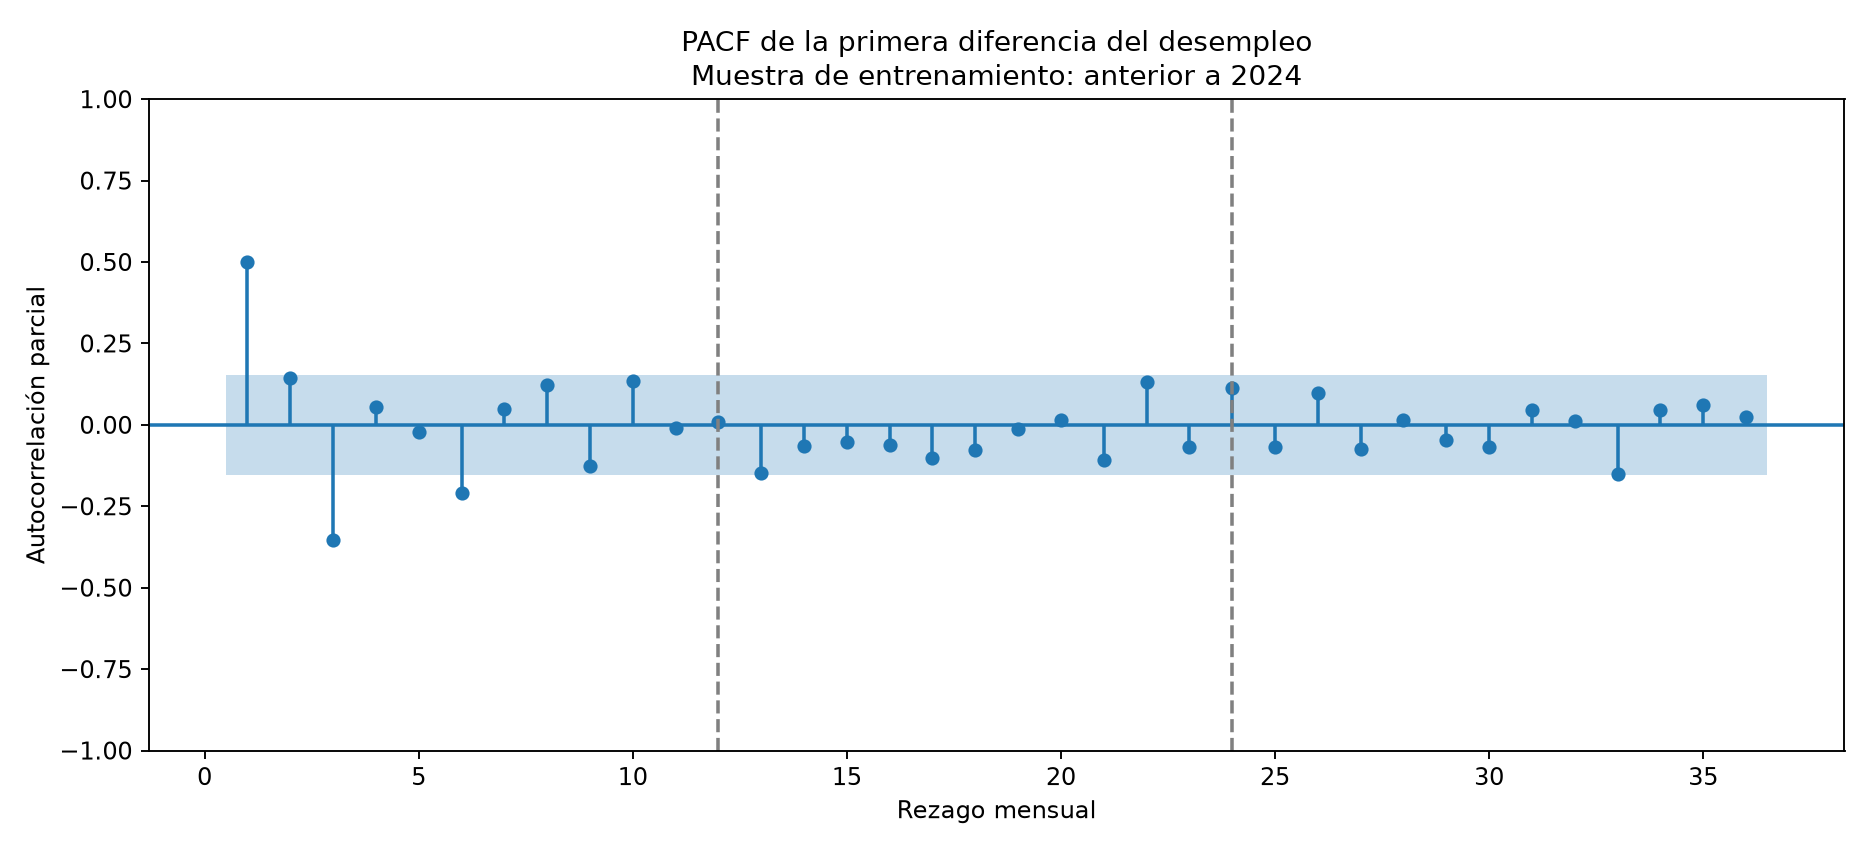 PACF de la primera diferencia del desempleo
Muestra de entrenamiento: anterior a 2024
1.00
0.75
0.50
0.25
0.00
−0.25
−0.50
−0.75
−1.00
Autocorrelación parcial
0 5 10 15 20 25 30 35
Rezago mensual